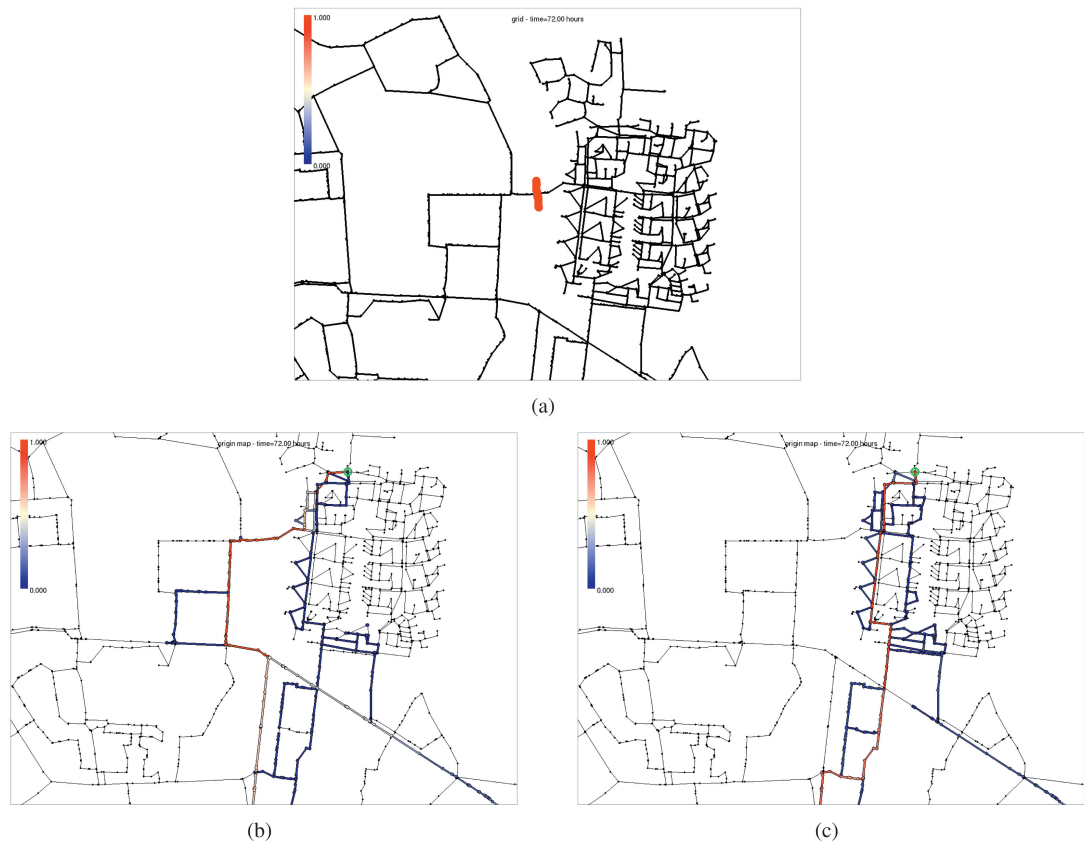 grid - time=72.00 hours
1.000
0.000
(a)
origin map - time=72.00 hours
1.000
0.000
(b)
origin map - time=72.00 hours
1.000
0.000
(c)